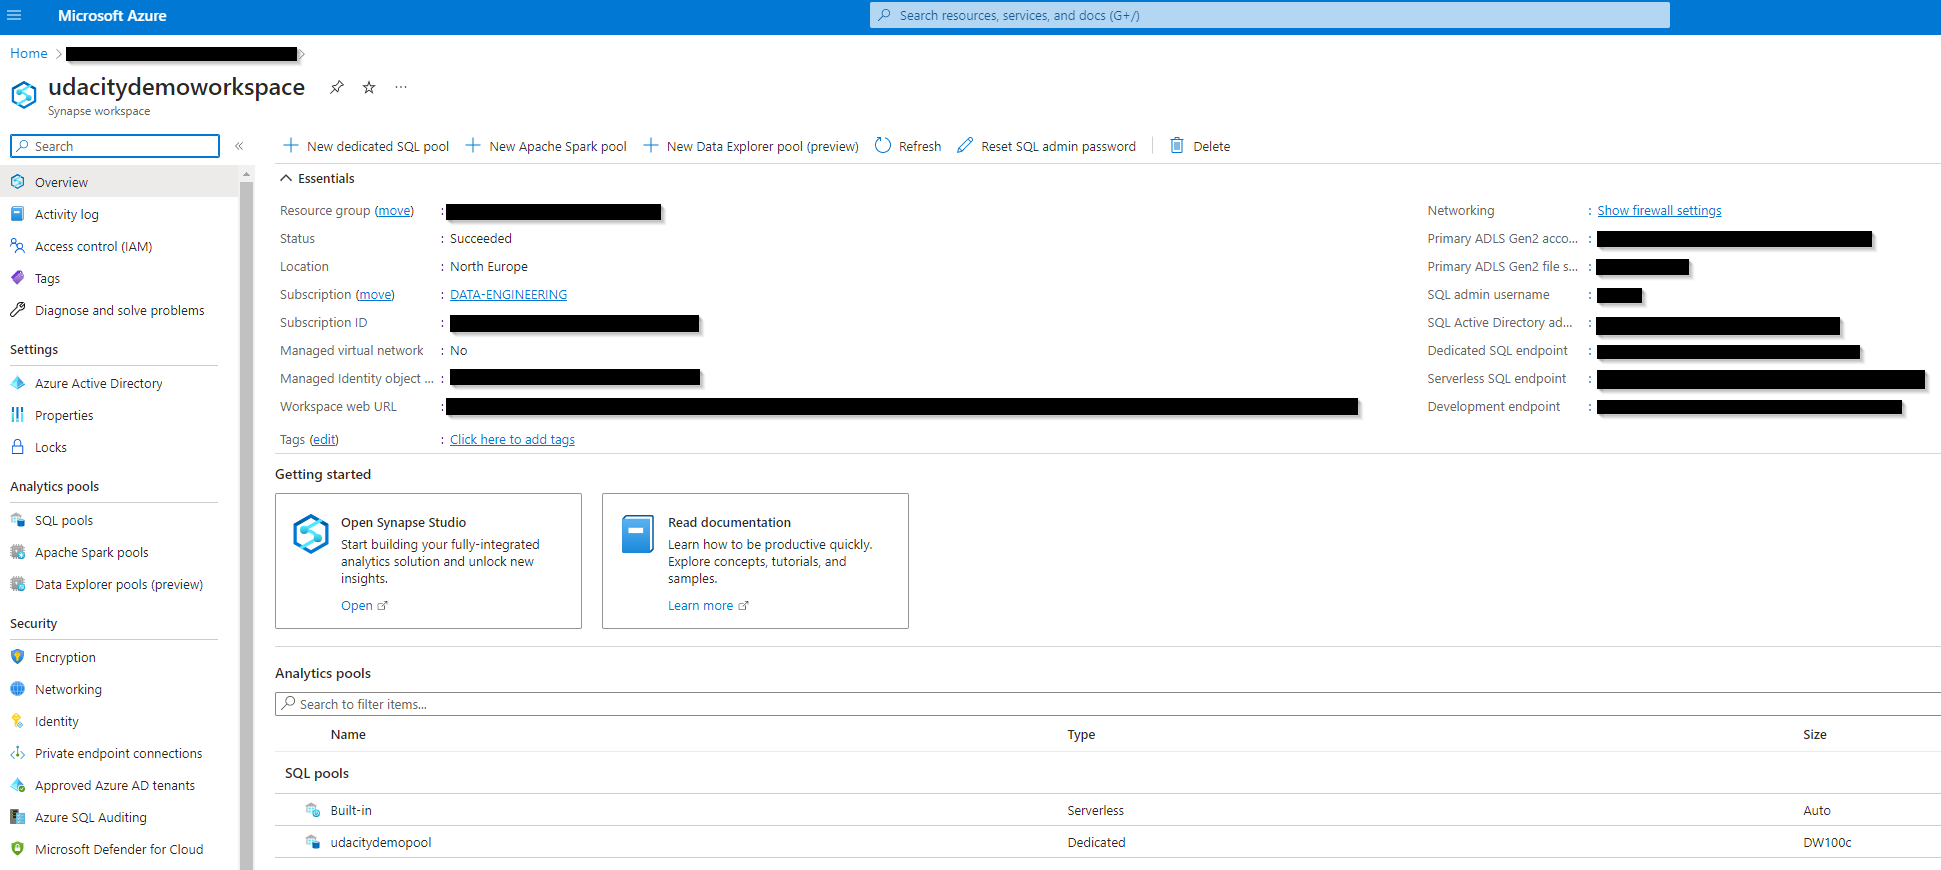 Microsoft Azure
Search resources, services, and docs (G+/)
Home
udacitydemoworkspace
Synapse workspace
Search
New dedicated SQL pool
New Apache Spark pool
New Data Explorer pool (preview)
Refresh
Reset SQL admin password
Delete
Overview
Activity log
Access control (IAM)
Tags
Diagnose and solve problems
Settings
Azure Active Directory
Properties
Locks
Analytics pools
SQL pools
Apache Spark pools
Data Explorer pools (preview)
Security
Encryption
Networking
Identity
Private endpoint connections
Approved Azure AD tenants
Azure SQL Auditing
Microsoft Defender for Cloud
Essentials
Resource group (move) :
Status : Succeeded
Location : North Europe
Subscription (move) : DATA-ENGINEERING
Subscription ID :
Managed virtual network : No
Managed Identity object ... :
Workspace web URL :
Tags (edit) : Click here to add tags
Networking : Show firewall settings
Primary ADLS Gen2 acco... :
Primary ADLS Gen2 file s... :
SQL admin username :
SQL Active Directory ad... :
Dedicated SQL endpoint :
Serverless SQL endpoint :
Development endpoint :
Getting started
Open Synapse Studio
Start building your fully-integrated
analytics solution and unlock new
insights.
Open
Read documentation
Learn how to be productive quickly.
Explore concepts, tutorials, and
samples.
Learn more
Analytics pools
Search to filter items...
Name Type Size
SQL pools
Built-in Serverless Auto
udacitydemopool Dedicated DW100c